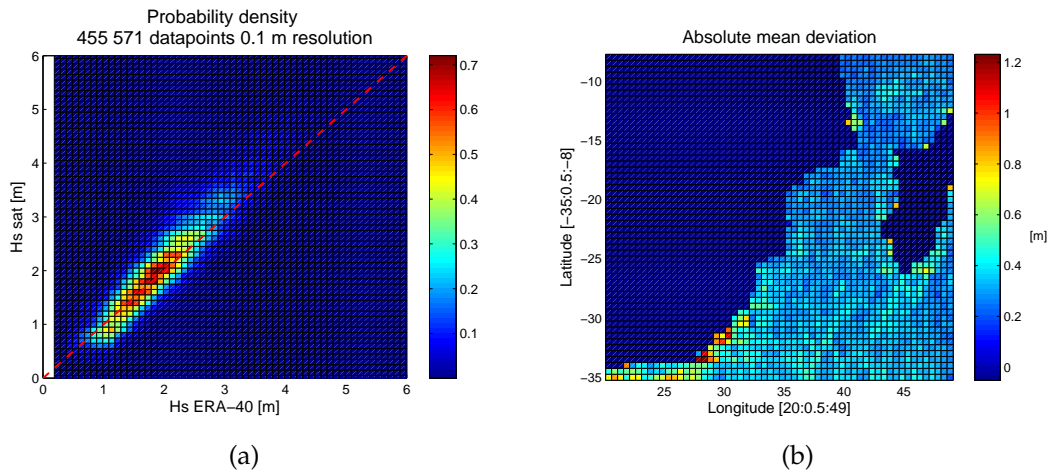 Probability density
455 571 datapoints 0.1 m resolution
Hs sat [m]
6
5
4
3
2
1
0
0 1 2 3 4 5 6
Hs ERA−40 [m]
0.7
0.6
0.5
0.4
0.3
0.2
0.1
(a)
Absolute mean deviation
Latitude [−35:0.5:−8]
−10
−15
−20
−25
−30
−35
25 30 35 40 45
Longitude [20:0.5:49]
1.2
1
0.8
0.6
0.4
0.2
0
[m]
(b)